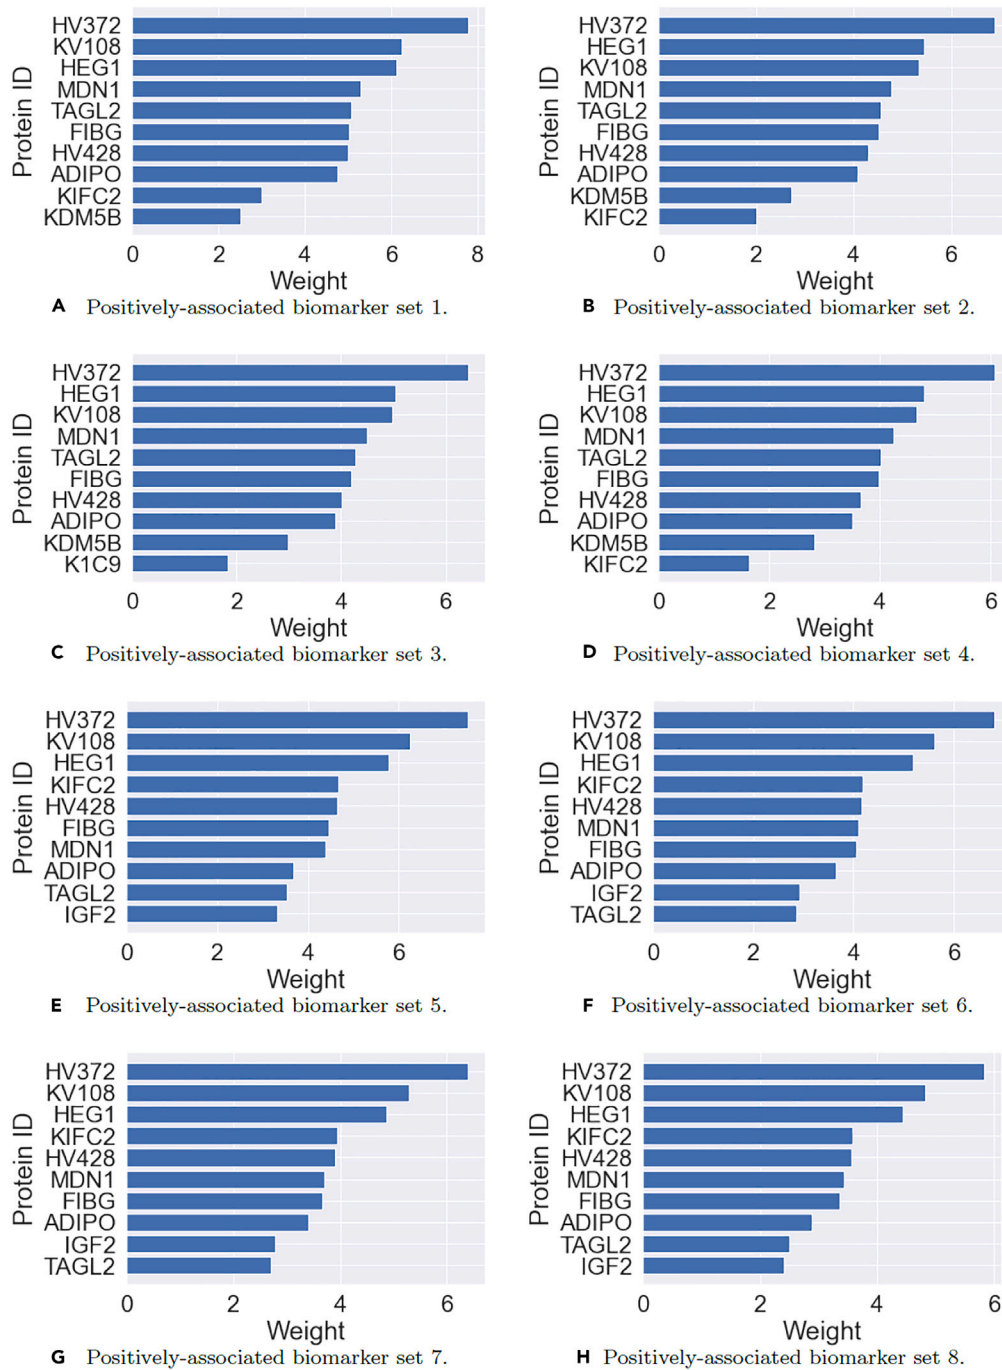 Protein ID
HV372
KV108
HEG1
MDN1
TAGL2
FIBG
HV428
ADIPO
KIFC2
KDM5B
0 2 4 6 8
Weight
A Positively-associated biomarker set 1.
Protein ID
HV372
HEG1
KV108
MDN1
TAGL2
FIBG
HV428
ADIPO
KDM5B
KIFC2
0 2 4 6
Weight
B Positively-associated biomarker set 2.
Protein ID
HV372
HEG1
KV108
MDN1
TAGL2
FIBG
HV428
ADIPO
KDM5B
K1C9
0 2 4 6
Weight
C Positively-associated biomarker set 3.
Protein ID
HV372
HEG1
KV108
MDN1
TAGL2
FIBG
HV428
ADIPO
KDM5B
KIFC2
0 2 4 6
Weight
D Positively-associated biomarker set 4.
Protein ID
HV372
KV108
HEG1
KIFC2
HV428
FIBG
MDN1
ADIPO
TAGL2
IGF2
0 2 4 6
Weight
E Positively-associated biomarker set 5.
Protein ID
HV372
KV108
HEG1
KIFC2
HV428
MDN1
FIBG
ADIPO
IGF2
TAGL2
0 2 4 6
Weight
F Positively-associated biomarker set 6.
Protein ID
HV372
KV108
HEG1
KIFC2
HV428
MDN1
FIBG
ADIPO
IGF2
TAGL2
0 2 4 6
Weight
G Positively-associated biomarker set 7.
Protein ID
HV372
KV108
HEG1
KIFC2
HV428
MDN1
FIBG
ADIPO
TAGL2
IGF2
0 2 4 6
Weight
H Positively-associated biomarker set 8.